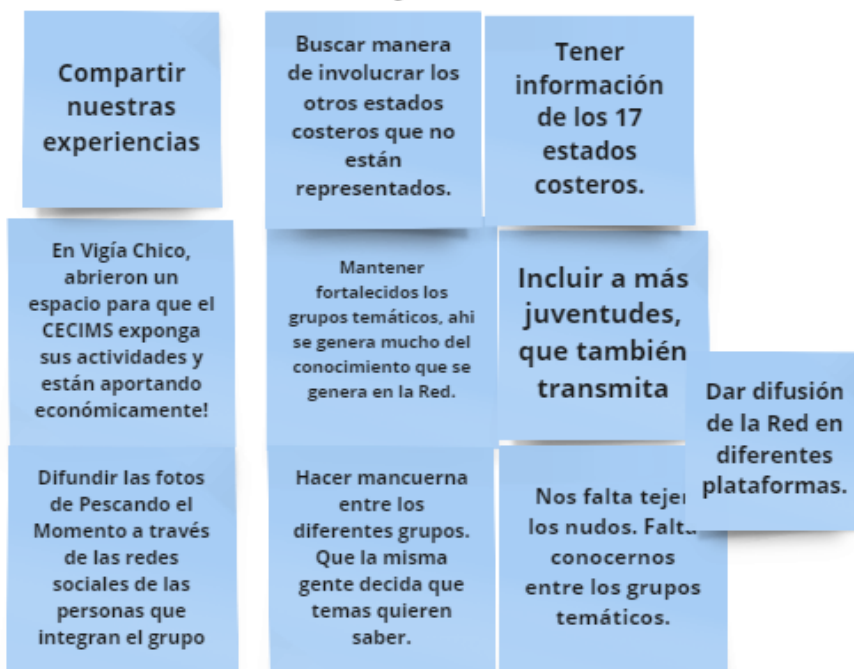 Compartir
nuestras
experiencias
Buscar manera
de involucrar los
otros estados
costeros que no
están
representados.
Tener
información
de los 17
estados
costeros.
En Vigía Chico,
abrieron un
espacio para que el
CECIMS exponga
sus actividades y
están aportando
económicamente!
Mantener
fortalecidos los
grupos temáticos, ahi
se genera mucho del
conocimiento que se
genera en la Red.
Incluir a más
juventudes,
que también
transmita
Dar difusión
de la Red en
diferentes
plataformas.
Difundir las fotos
de Pescando el
Momento a través
de las redes
sociales de las
personas que
integran el grupo
Hacer mancuerna
entre los
diferentes grupos.
Que la misma
gente decida que
temas quieren
saber.
Nos falta tejer
los nudos. Falta
conocernos
entre los grupos
temáticos.